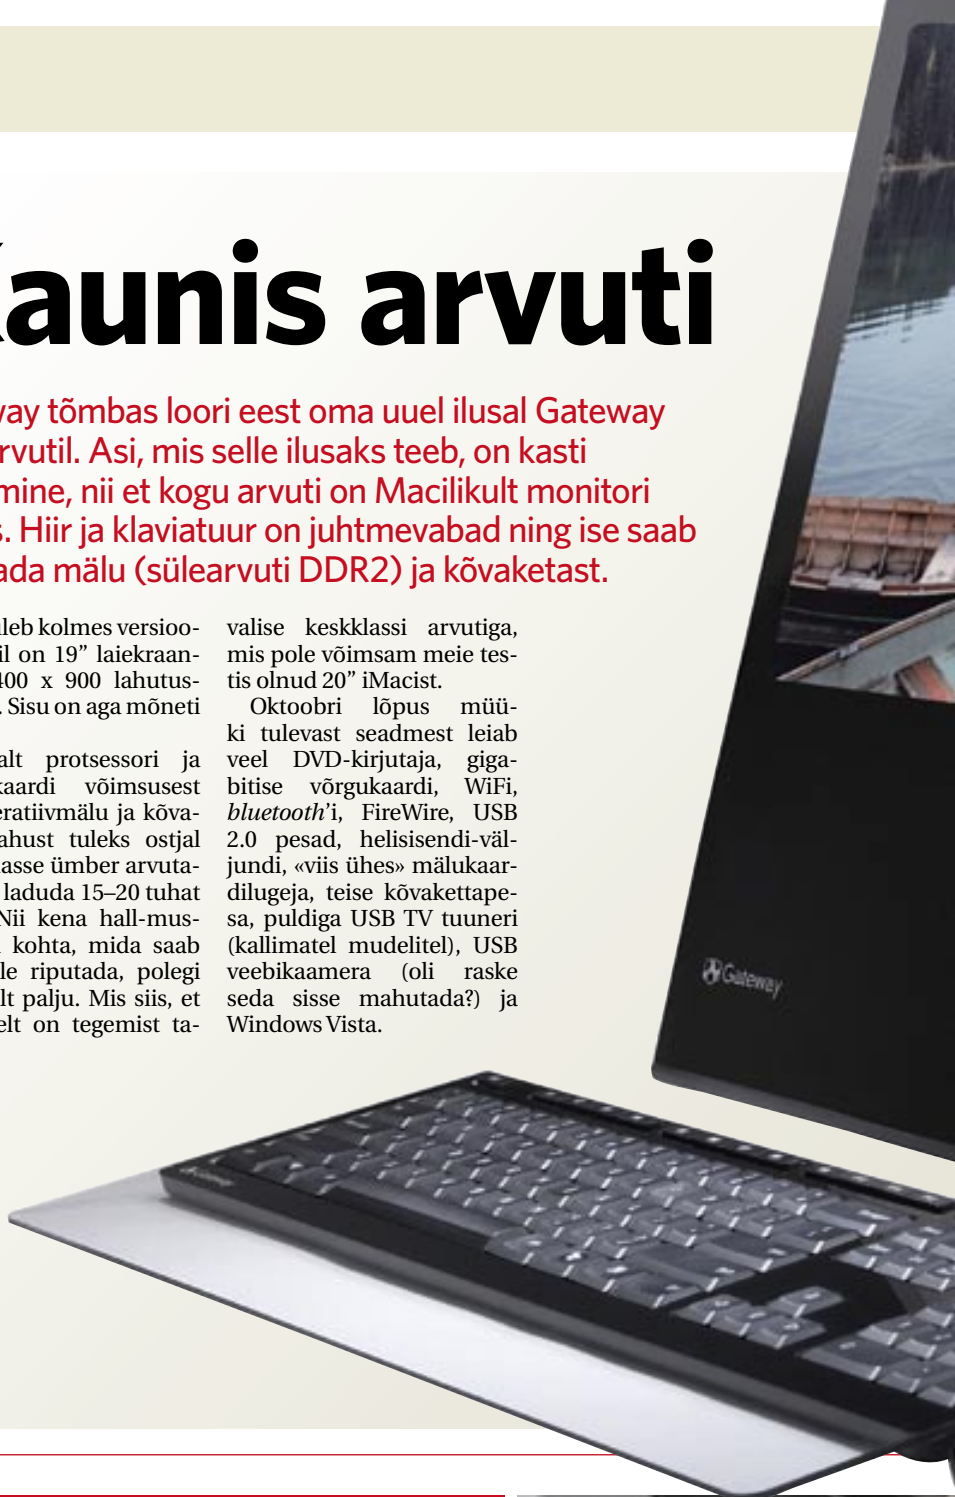 Kaunis arvuti
way tõmbas loori eest oma uuel ilusal Gateway
rvutil. Asi, mis selle ilusaks teeb, on kasti
mine, nii et kogu arvuti on Macilikult monitori
s. Hiir ja klaviatuur on juhtmevabad ning ise saab
ada mälu (sülearvuti DDR2) ja kõvaketast.
leb kolmes versioo-
il on 19” laiekraan-
400 x 900 lahutus-
. Sisu on aga mõneti
alt protsessori ja
kaardi võimsusest
eratiivmälu ja kõva-
ahust tuleks ostjal
asse ümber arvuta-
laduda 15–20 tuhat
Nii kena hall-mus-
kohta, mida saab
le riputada, polegi
lt palju. Mis siis, et
elt on tegemist ta-
valise keskklassi arvutiga,
mis pole võimsam meie tes-
tis olnud 20” iMacist.
Oktoobri lõpus müü-
ki tulevast seadmest leiab
veel DVD-kirjutaja, giga-
bitise võrgukaardi, WiFi,
bluetooth’i, FireWire, USB
2.0 pesad, helisisendi-väl-
jundi, «viis ühes» mälukaar-
dilugeja, teise kõvakettape-
sa, puldiga USB TV tuuneri
(kallimatel mudelitel), USB
veebikaamera (oli raske
seda sisse mahutada?) ja
Windows Vista.
Gateway
Gateway